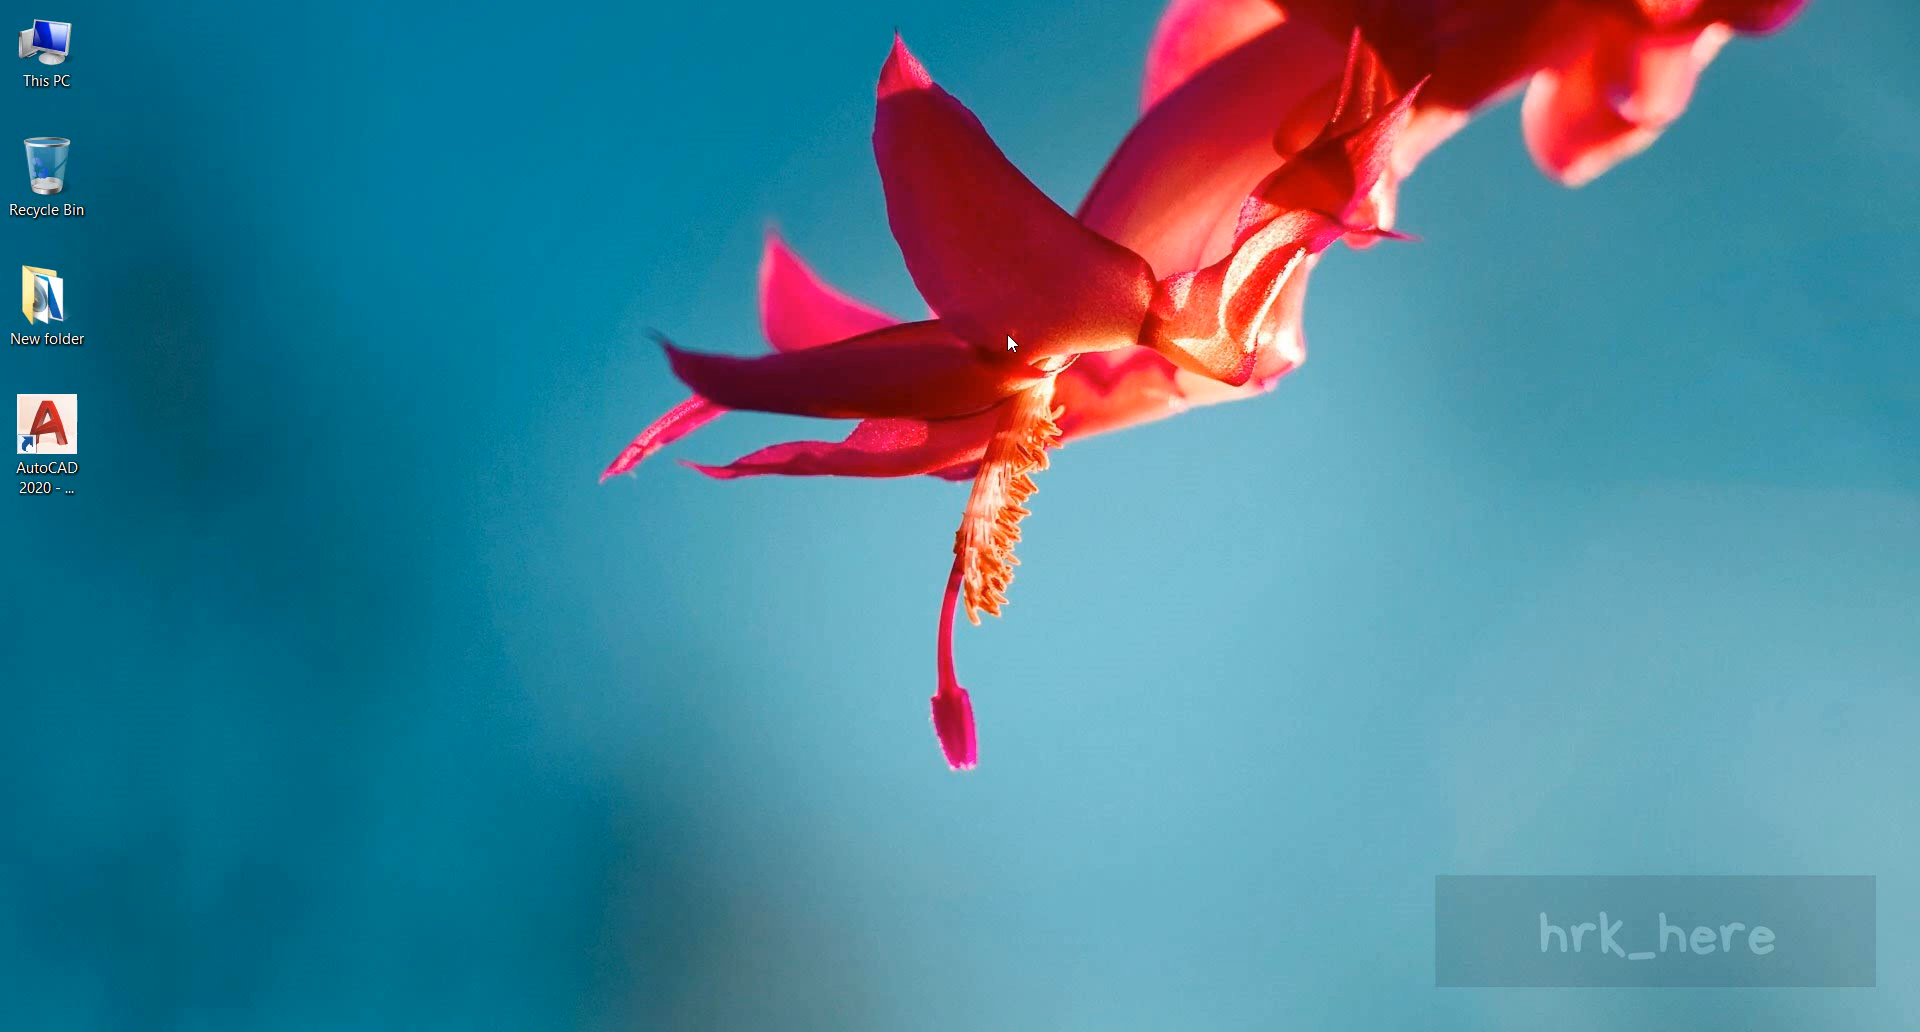 This PC
Recycle Bin
New folder
AutoCAD
2020 - ...
hrk_here